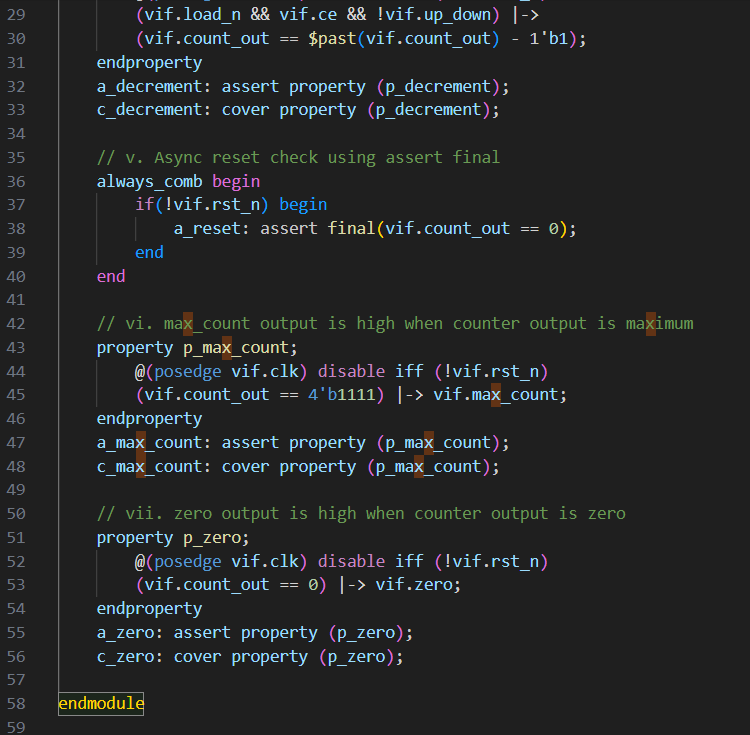 29 (vif.load_n && vif.ce && !vif.up_down) |->
30 (vif.count_out == $past(vif.count_out) - 1'b1);
31 endproperty
32 a_decrement: assert property (p_decrement);
33 c_decrement: cover property (p_decrement);
34
35 // v. Async reset check using assert final
36 always_comb begin
37 if(!vif.rst_n) begin
38 a_reset: assert final(vif.count_out == 0);
39 end
40 end
41
42 // vi. max_count output is high when counter output is maximum
43 property p_max_count;
44 @(posedge vif.clk) disable iff (!vif.rst_n)
45 (vif.count_out == 4'b1111) |-> vif.max_count;
46 endproperty
47 a_max_count: assert property (p_max_count);
48 c_max_count: cover property (p_max_count);
49
50 // vii. zero output is high when counter output is zero
51 property p_zero;
52 @(posedge vif.clk) disable iff (!vif.rst_n)
53 (vif.count_out == 0) |-> vif.zero;
54 endproperty
55 a_zero: assert property (p_zero);
56 c_zero: cover property (p_zero);
57
58 endmodule
59